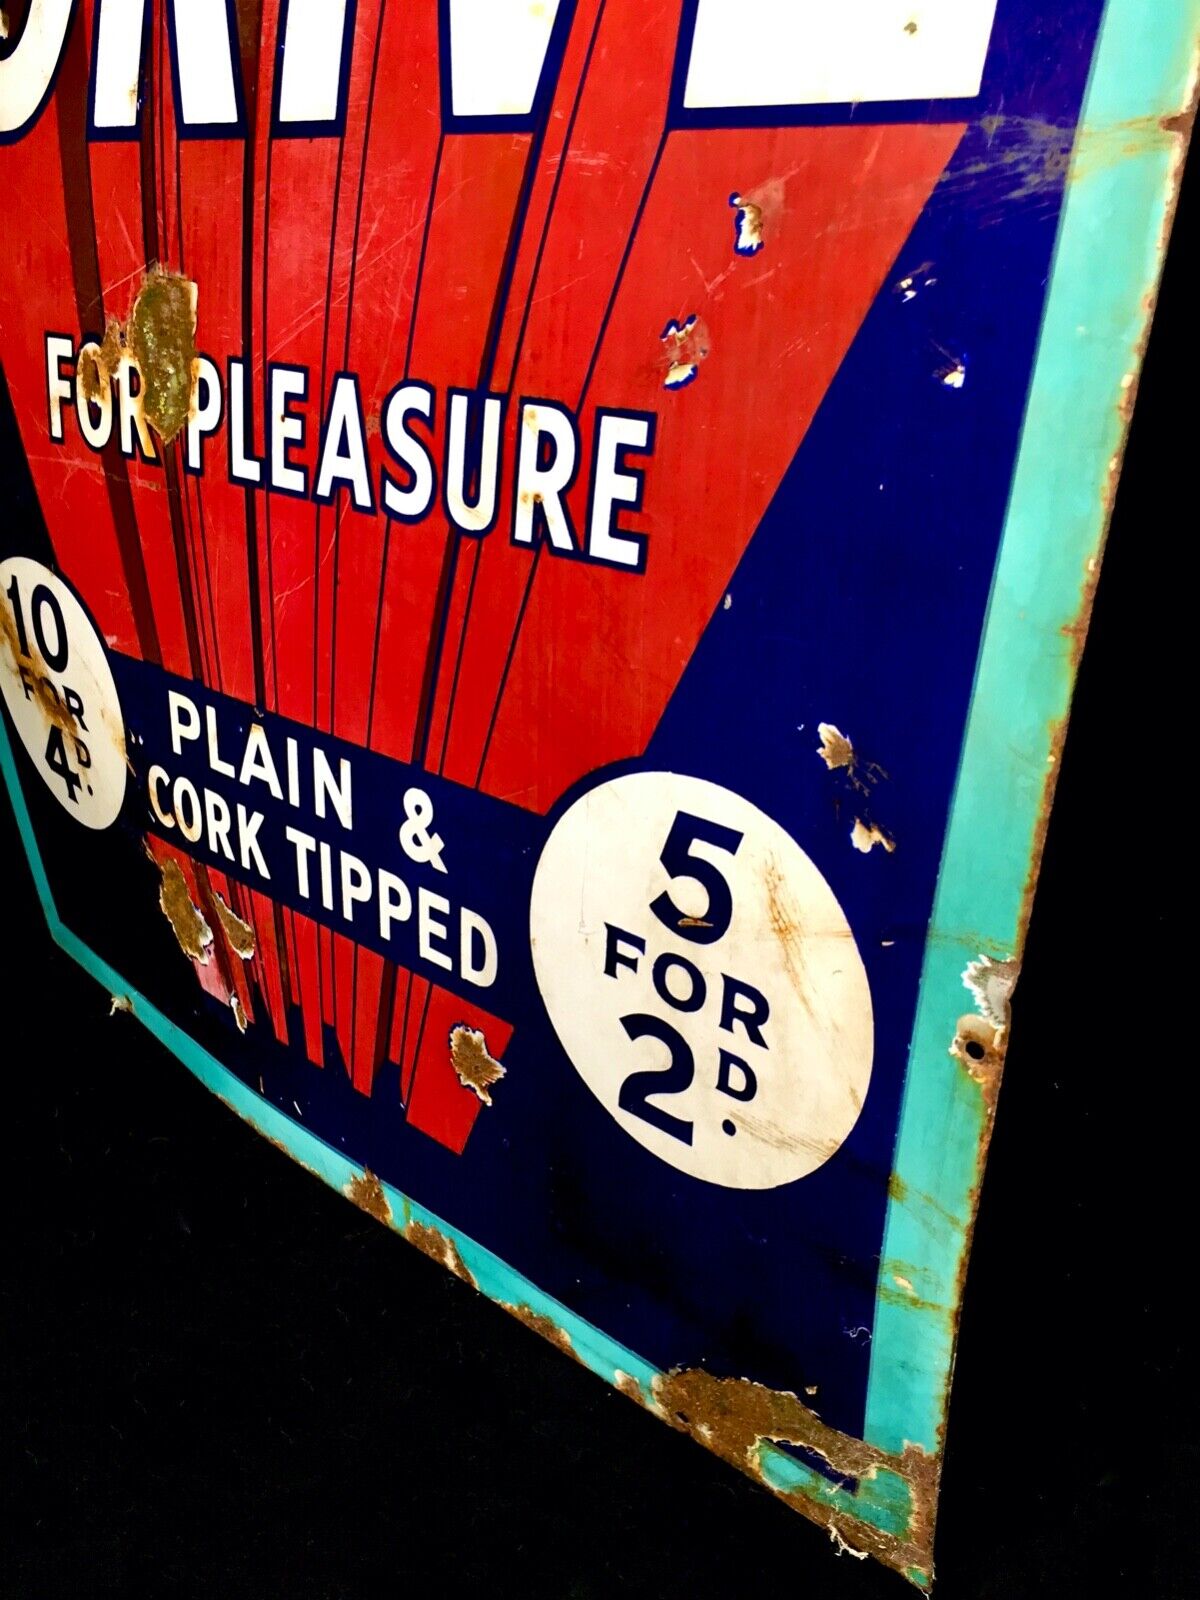 FOR PLEASURE
10
FOR
4D.
PLAIN &
CORK TIPPED
5
FOR
2D.